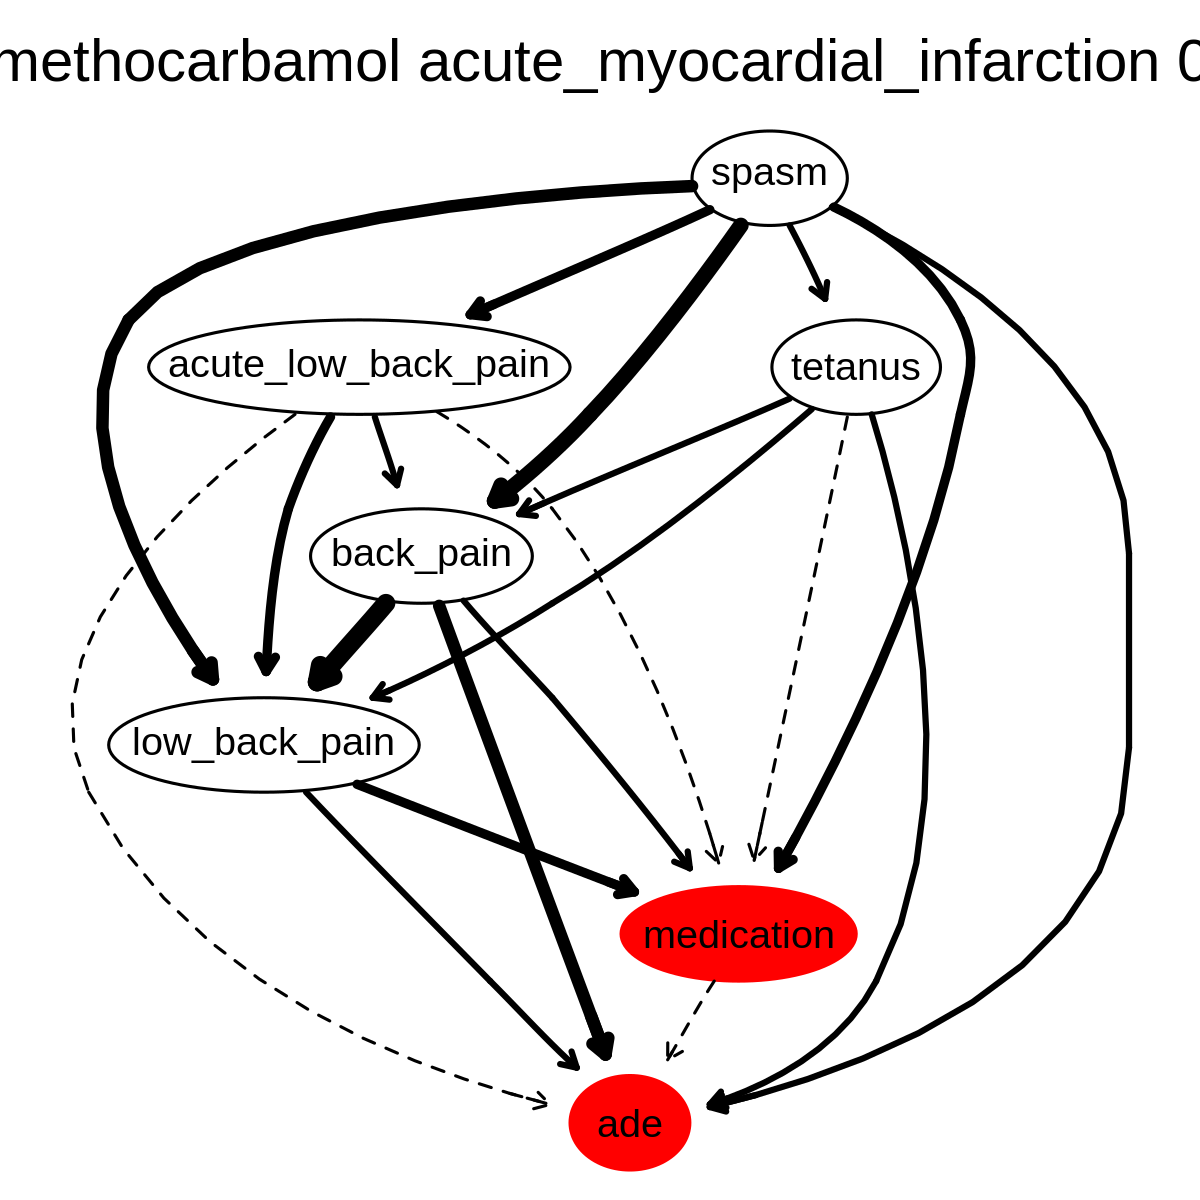 methocarbamol acute_myocardial_infarction 0
spasm
acute_low_back_pain
tetanus
back_pain
low_back_pain
medication
ade